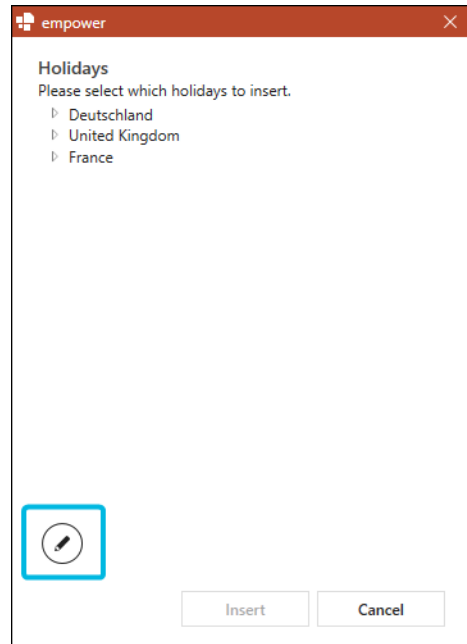 empower
Holidays
Please select which holidays to insert.
Deutschland
United Kingdom
France
Insert
Cancel